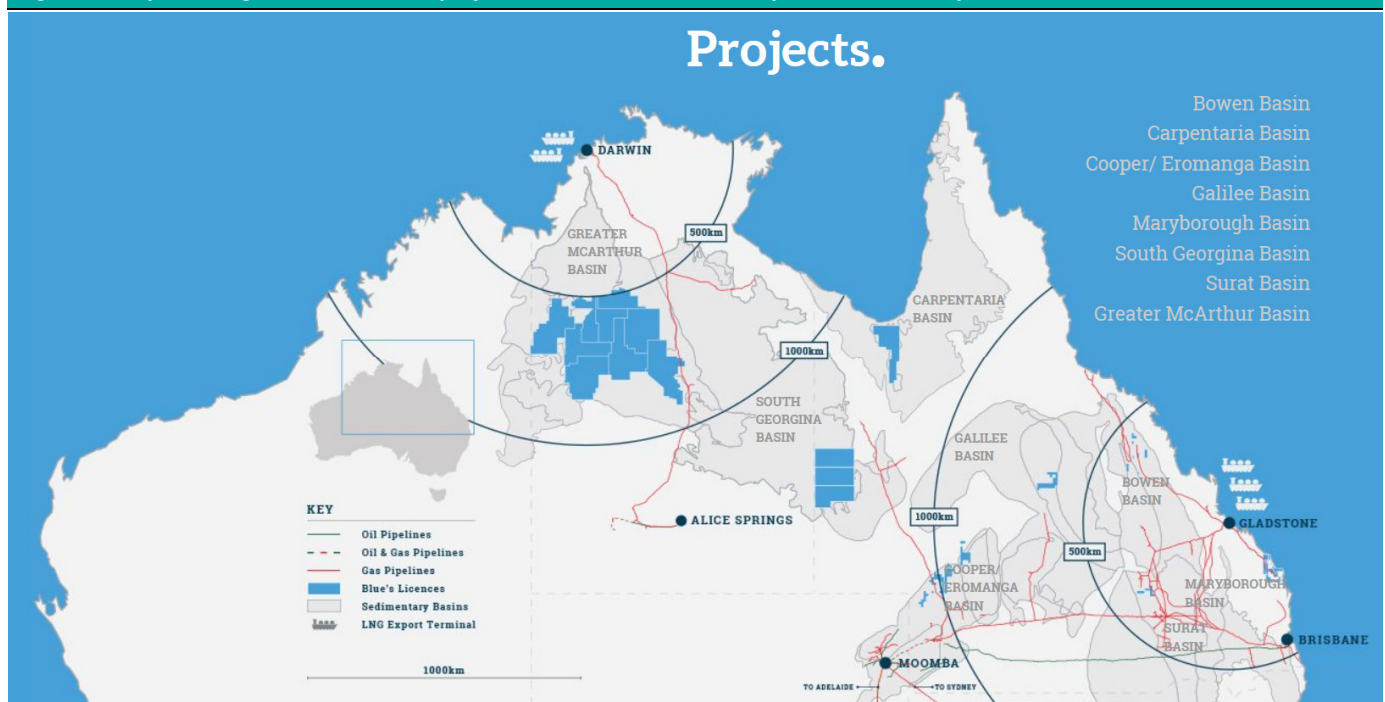 Projects.
Bowen Basin
Carpentaria Basin
Cooper/ Eromanga Basin
Galilee Basin
Maryborough Basin
South Georgina Basin
Surat Basin
Greater McArthur Basin
DARWIN
GREATER
MCARTHUR
BASIN
500km
CARPENTARIA
BASIN
1000km
SOUTH
GEORGINA
BASIN
GALILEE
BASIN
BOWEN
BASIN
KEY
Oil Pipelines
Oil & Gas Pipelines
Gas Pipelines
Blue's Licences
Sedimentary Basins
LNG Export Terminal
1000km
ALICE SPRINGS
1000km
GLADSTONE
500km
COOPER/
EROMANGA
BASIN
MARYBOROUGH
BASIN
SURAT
BASIN
BRISBANE
MOOMBA
TO ADELAIDE
TO SYDNEY